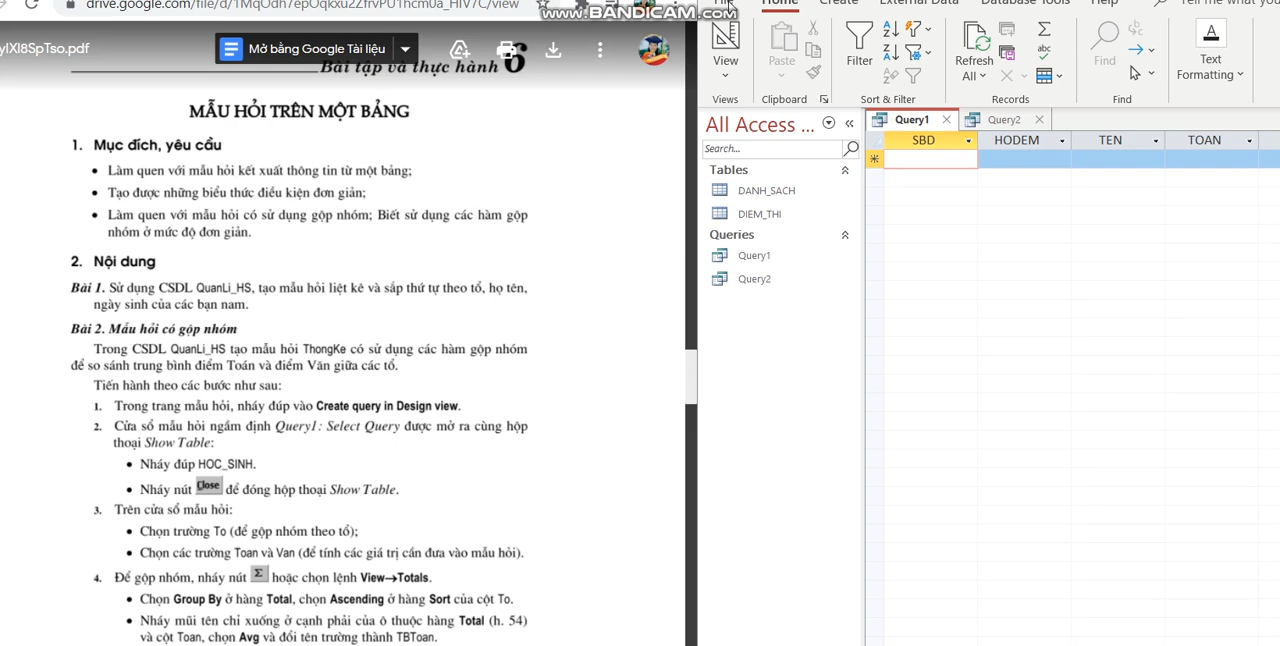 drive.google.com/file/d/1MqOdh7epOqkxu2ZfrvPU1hcm0a_HIV7C/view
www.BANDICAM.com
Home Create External Data Database Tools Help Tell me what you
ylXl8SpTso.pdf
Mở bằng Google Tài liệu
Bài tập và thực hành 6
MẪU HỎI TRÊN MỘT BẢNG
1. Mục đích, yêu cầu
• Làm quen với mẫu hỏi kết xuất thông tin từ một bảng;
• Tạo được những biểu thức điều kiện đơn giản;
• Làm quen với mẫu hỏi có sử dụng gộp nhóm; Biết sử dụng các hàm gộp
nhóm ở mức độ đơn giản.
2. Nội dung
Bài 1. Sử dụng CSDL QuanLi_HS, tạo mẫu hỏi liệt kê và sắp thứ tự theo tổ, họ tên,
ngày sinh của các bạn nam.
Bài 2. Mẫu hỏi có gộp nhóm
Trong CSDL QuanLi_HS tạo mẫu hỏi ThongKe có sử dụng các hàm gộp nhóm
để so sánh trung bình điểm Toán và điểm Văn giữa các tổ.
Tiến hành theo các bước như sau:
1. Trong trang mẫu hỏi, nháy đúp vào Create query in Design view.
2. Cửa sổ mẫu hỏi ngầm định Query1: Select Query được mở ra cùng hộp
thoại Show Table:
• Nháy đúp HOC_SINH.
• Nháy nút Close để đóng hộp thoại Show Table.
3. Trên cửa sổ mẫu hỏi:
• Chọn trường To (để gộp nhóm theo tổ);
• Chọn các trường Toan và Van (để tính các giá trị cần đưa vào mẫu hỏi).
4. Để gộp nhóm, nháy nút Σ hoặc chọn lệnh View→Totals.
• Chọn Group By ở hàng Total, chọn Ascending ở hàng Sort của cột To.
• Nháy mũi tên chỉ xuống ở cạnh phải của ô thuộc hàng Total (h. 54)
và cột Toan, chọn Avg và đổi tên trường thành TBToan.
View Paste Filter Refresh All Find Text Formatting
Views Clipboard Sort & Filter Records Find
All Access ...
Search...
Tables
DANH_SACH
DIEM_THI
Queries
Query1
Query2
Query1 Query2
SBD HODEM TEN TOAN